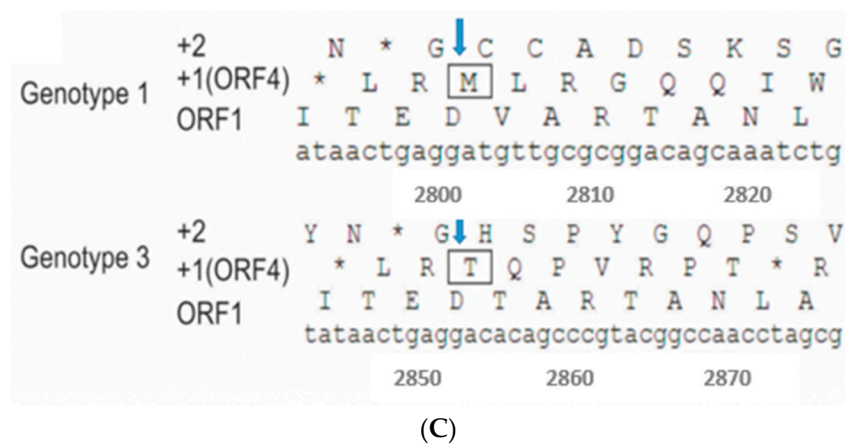 +2 N * G C C A D S K S G
Genotype 1 +1(ORF4) * L R M L R G Q Q I W
ORF1 I T E D V A R T A N L
ataactgaggatgttgcgcggacagcaaatctg
2800 2810 2820
+2 Y N * G H S P Y G Q P S V
Genotype 3 +1(ORF4) * L R T Q P V R P T * R
ORF1 I T E D T A R T A N L A
tataactgaggacacagcccgtacggccaacctagcg
2850 2860 2870
(C)